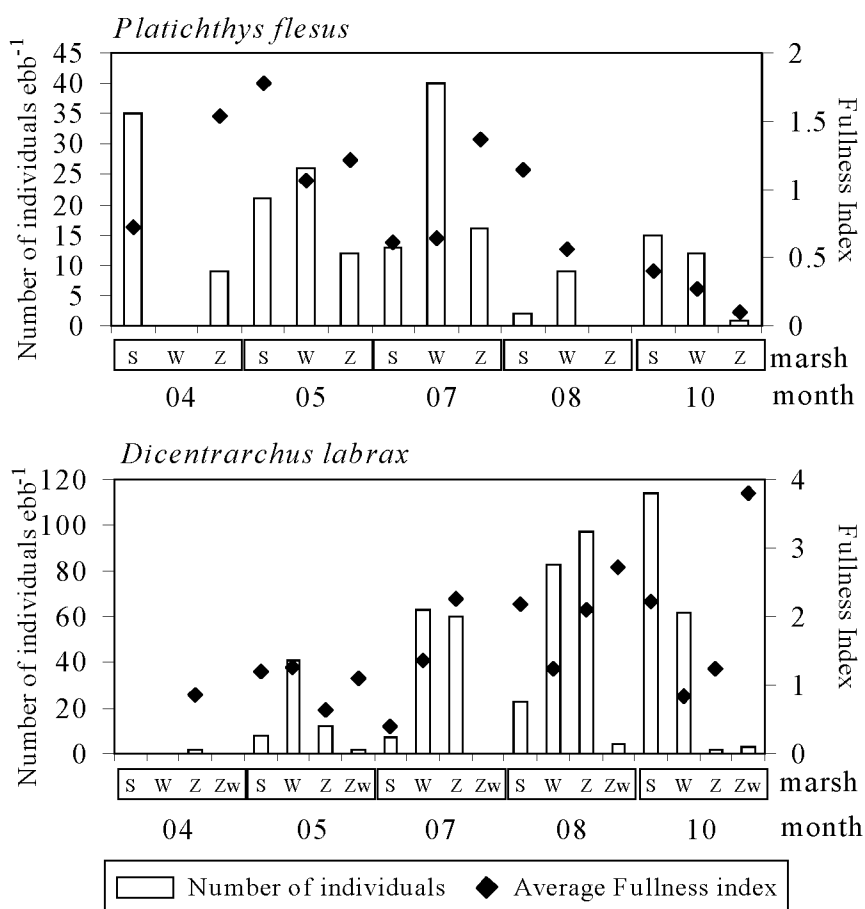 Platichthys flesus
Number of individuals ebb-1
45
40
35
30
25
20
15
10
5
0
2
1.5
1
0.5
0
Fullness Index
S W Z S W Z S W Z S W Z S W Z marsh
04 05 07 08 10 month
Dicentrarchus labrax
Number of individuals ebb-1
120
100
80
60
40
20
0
4
3
2
1
0
Fullness Index
S W Z Zw S W Z Zw S W Z Zw S W Z Zw S W Z Zw marsh
04 05 07 08 10 month
Number of individuals Average Fullness index